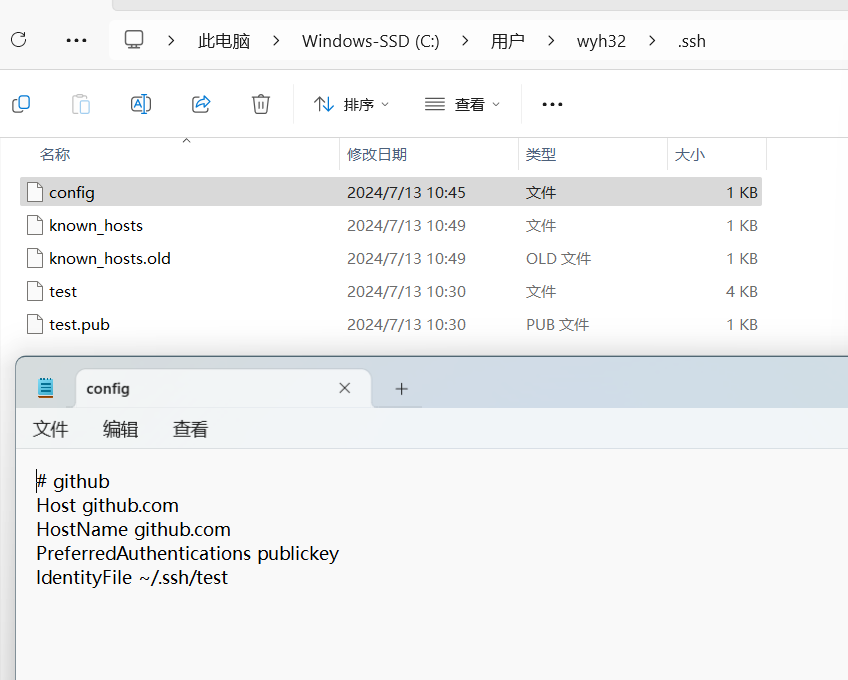 此电脑 > Windows-SSD (C:) > 用户 > wyh32 > .ssh
排序 查看
名称 修改日期 类型 大小
config 2024/7/13 10:45 文件 1 KB
known_hosts 2024/7/13 10:49 文件 1 KB
known_hosts.old 2024/7/13 10:49 OLD 文件 1 KB
test 2024/7/13 10:30 文件 4 KB
test.pub 2024/7/13 10:30 PUB 文件 1 KB
config
文件 编辑 查看
# github
Host github.com
HostName github.com
PreferredAuthentications publickey
IdentityFile ~/.ssh/test